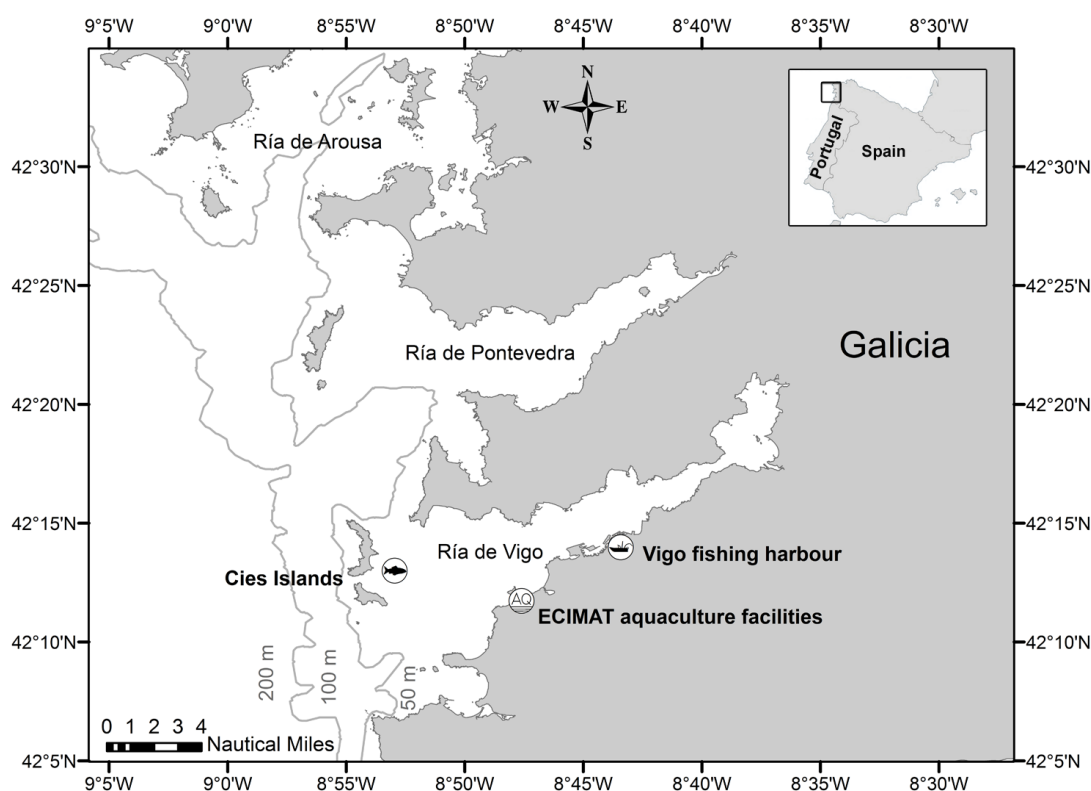 9°5'W 9°0'W 8°55'W 8°50'W 8°45'W 8°40'W 8°35'W 8°30'W
N
W E
S
Ría de Arousa
Portugal
Spain
42°30'N 42°30'N
42°25'N 42°25'N
Galicia
Ría de Pontevedra
42°20'N 42°20'N
42°15'N 42°15'N
Ría de Vigo
Vigo fishing harbour
Cies Islands
AQ
ECIMAT aquaculture facilities
42°10'N 42°10'N
200 m
100 m
50 m
0 1 2 3 4
Nautical Miles
42°5'N 42°5'N
9°5'W 9°0'W 8°55'W 8°50'W 8°45'W 8°40'W 8°35'W 8°30'W